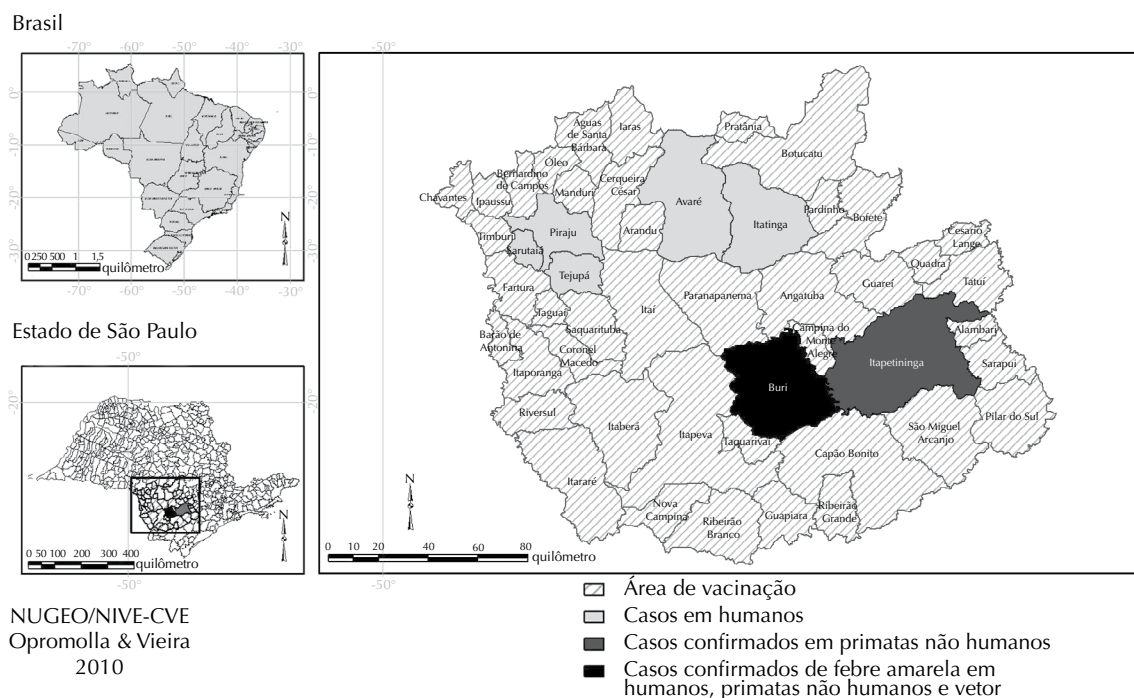 Brasil
-70° -60° -50° -40° -30°
0°
-10°
-20°
-30°
0°
-10°
20°
-30°
N
0 250 500 1 1,5
quilômetro
-70° -60° -50° -40° -30°
Estado de São Paulo
-50°
-20°
20°
N
0 50 100 200 300 400
quilômetro
-50°
NUGEO/NIVE-CVE
Opromolla & Vieira
2010
-50°
Águas
de Santa
Bárbara
Iaras
Pratânia
Botucatu
Óleo
Bernardino
de Campos
Manduri
Cerqueira
César
Chavantes
Ipaussu
Avaré
Itatinga
Pardinho
Bofete
Arandu
Piraju
Timburi
Sarutaiá
Tejupá
Cesario
Lange
Quadra
Tatuí
Guareí
Fartura
Taguaí
Itaí
Paranapanema
Angatuba
Saquarituba
Barão de
Antonina
Coronel
Macedo
Itaporanga
Campina do
Monte
Alegre
Alambari
Itapetininga
Sarapui
Buri
Riversul
Itaberá
Itapeva
Taquarivaí
Capão Bonito
São Miguel
Arcanjo
Pilar do Sul
Itararé
Nova
Campina
Ribeirão
Branco
Guapiara
Ribeirão
Grande
N
0 10 20 40 60 80
quilômetro
-50°
Área de vacinação
Casos em humanos
Casos confirmados em primatas não humanos
Casos confirmados de febre amarela em
humanos, primatas não humanos e vetor